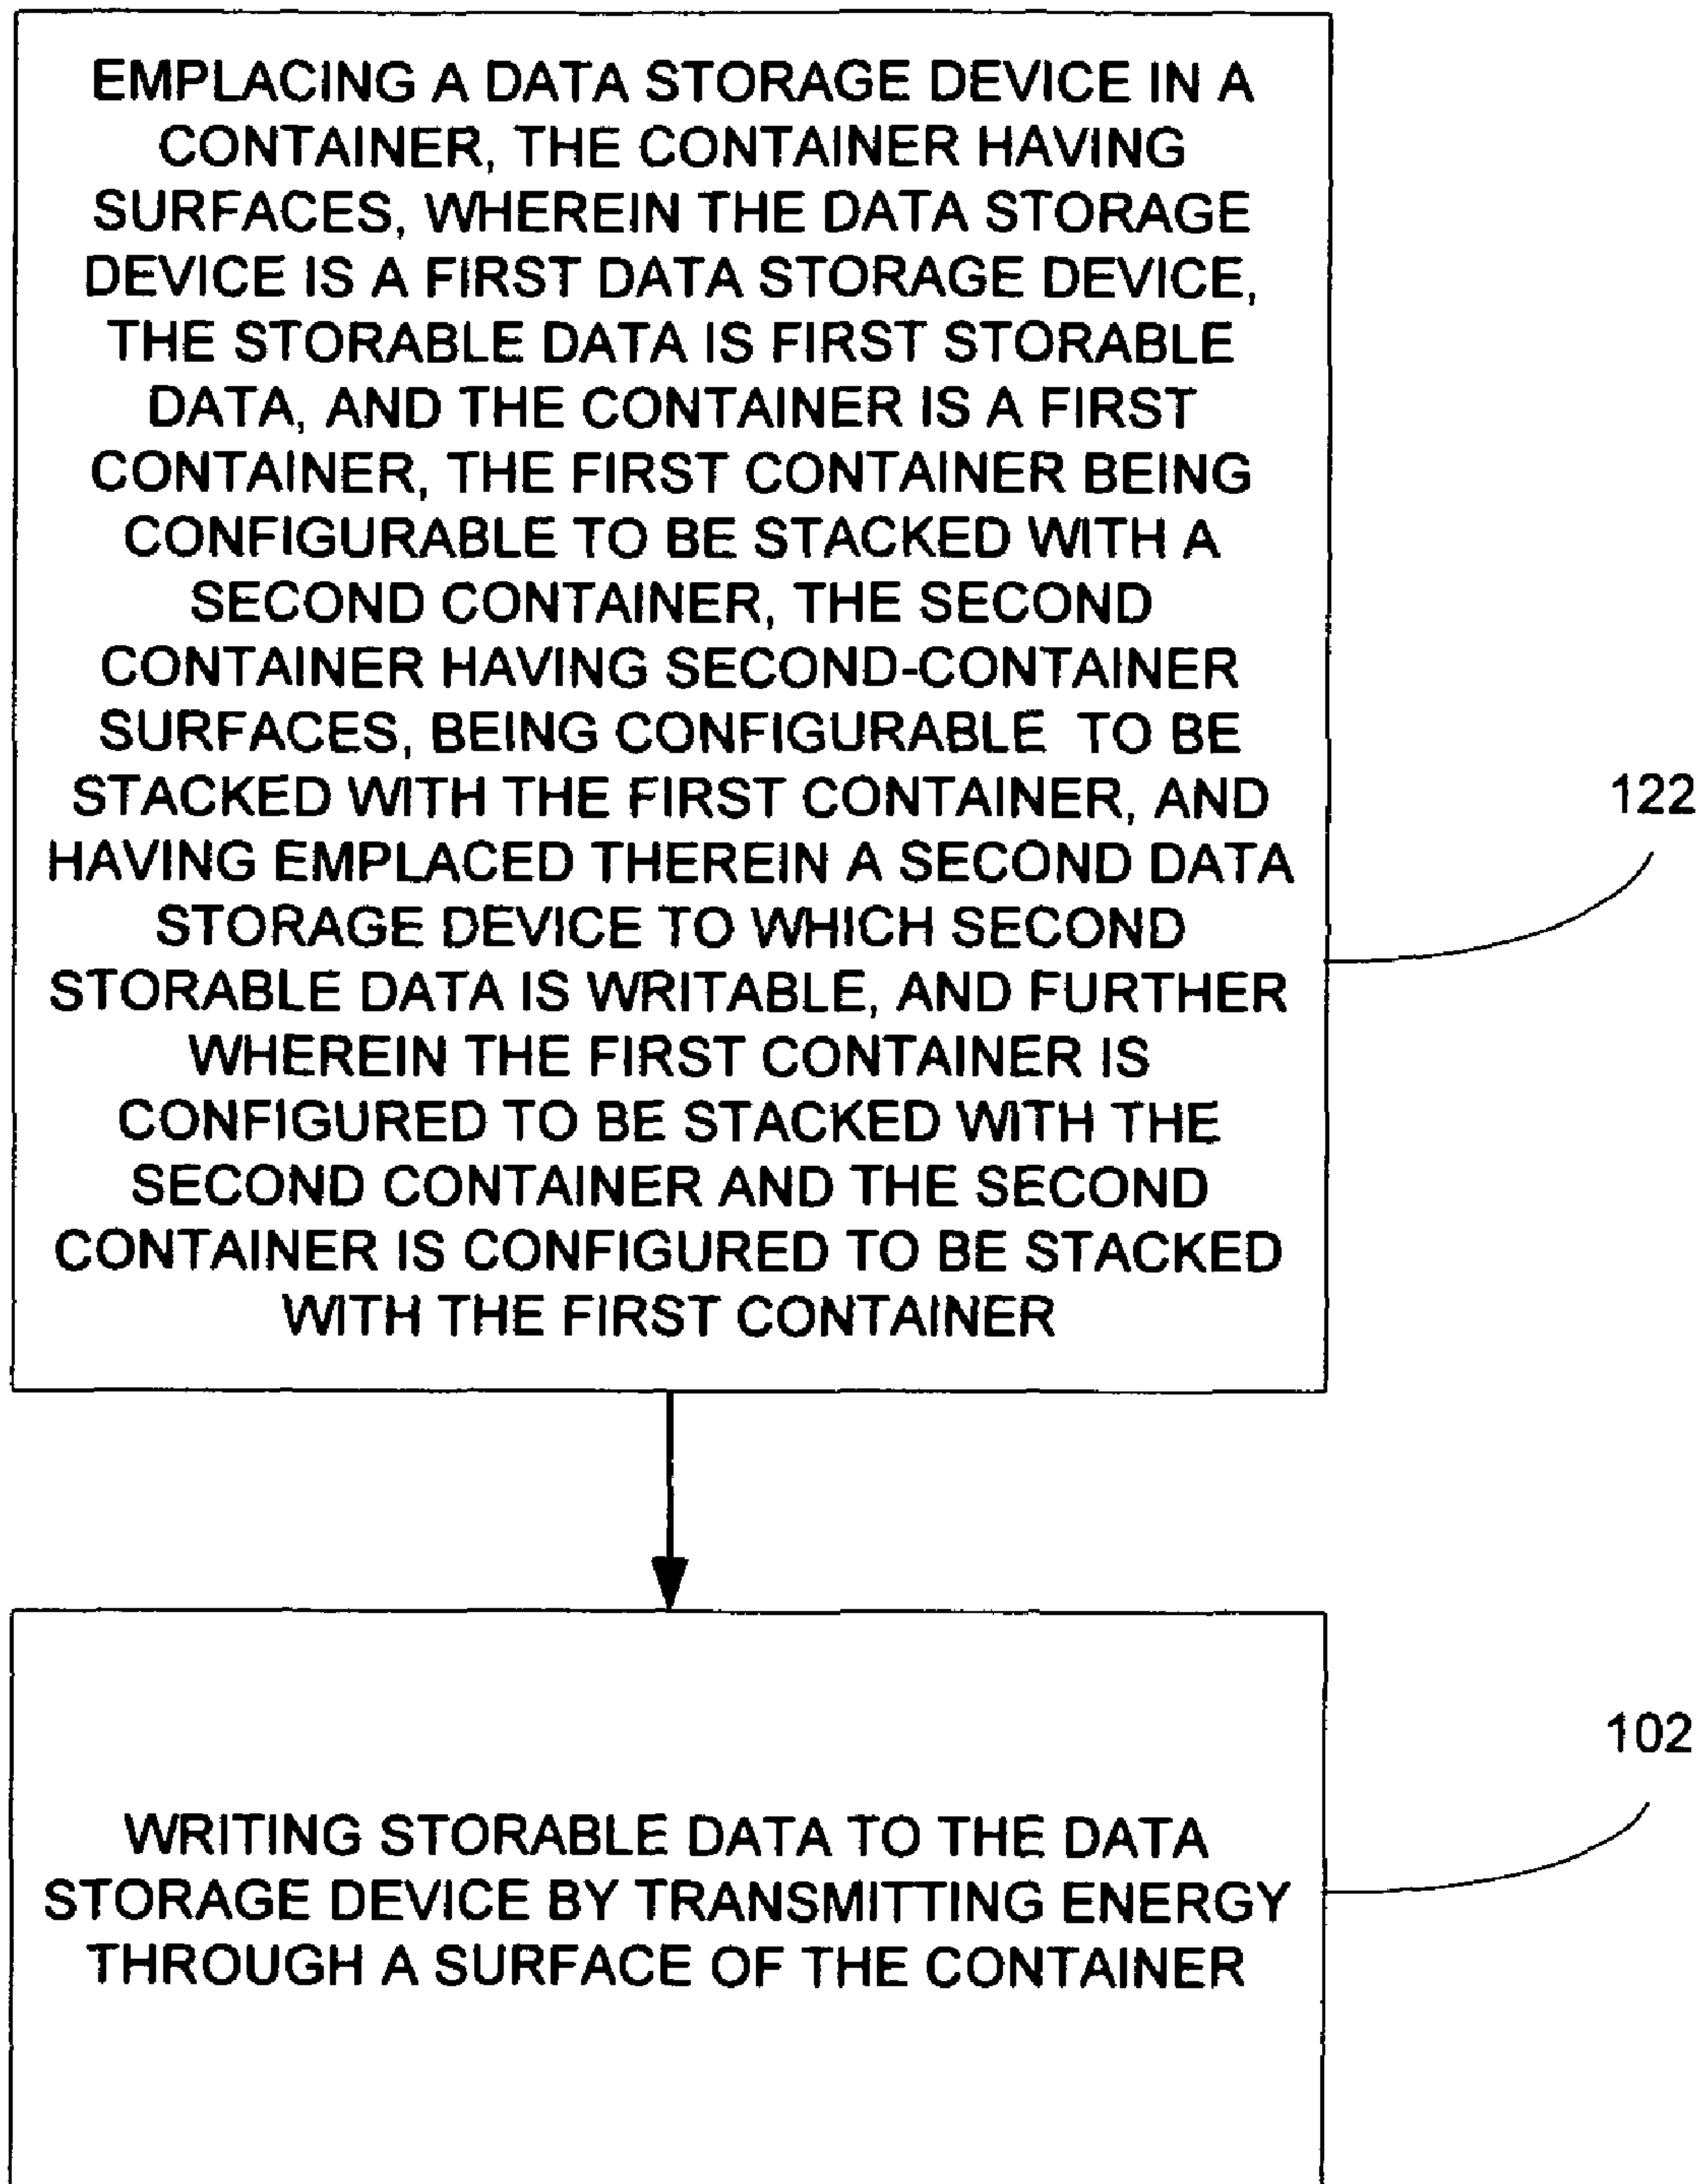 EMPLACING A DATA STORAGE DEVICE IN A
CONTAINER, THE CONTAINER HAVING
SURFACES, WHEREIN THE DATA STORAGE
DEVICE IS A FIRST DATA STORAGE DEVICE,
THE STORABLE DATA IS FIRST STORABLE
DATA, AND THE CONTAINER IS A FIRST
CONTAINER, THE FIRST CONTAINER BEING
CONFIGURABLE TO BE STACKED WITH A
SECOND CONTAINER, THE SECOND
CONTAINER HAVING SECOND-CONTAINER
SURFACES, BEING CONFIGURABLE TO BE
STACKED WITH THE FIRST CONTAINER, AND
HAVING EMPLACED THEREIN A SECOND DATA
STORAGE DEVICE TO WHICH SECOND
STORABLE DATA IS WRITABLE, AND FURTHER
WHEREIN THE FIRST CONTAINER IS
CONFIGURED TO BE STACKED WITH THE
SECOND CONTAINER AND THE SECOND
CONTAINER IS CONFIGURED TO BE STACKED
WITH THE FIRST CONTAINER
122
WRITING STORABLE DATA TO THE DATA
STORAGE DEVICE BY TRANSMITTING ENERGY
THROUGH A SURFACE OF THE CONTAINER
102